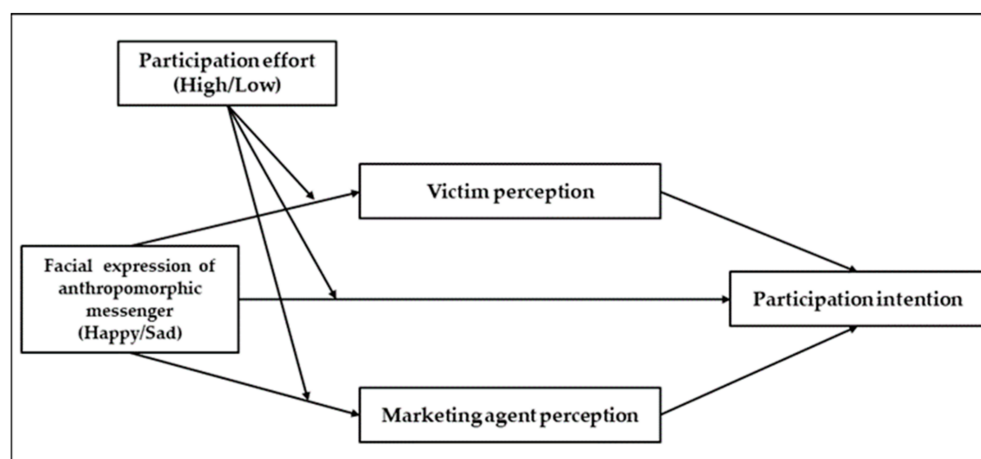 Participation effort
(High/Low)
Victim perception
Facial expression of
anthropomorphic
messenger
(Happy/Sad)
Participation intention
Marketing agent perception